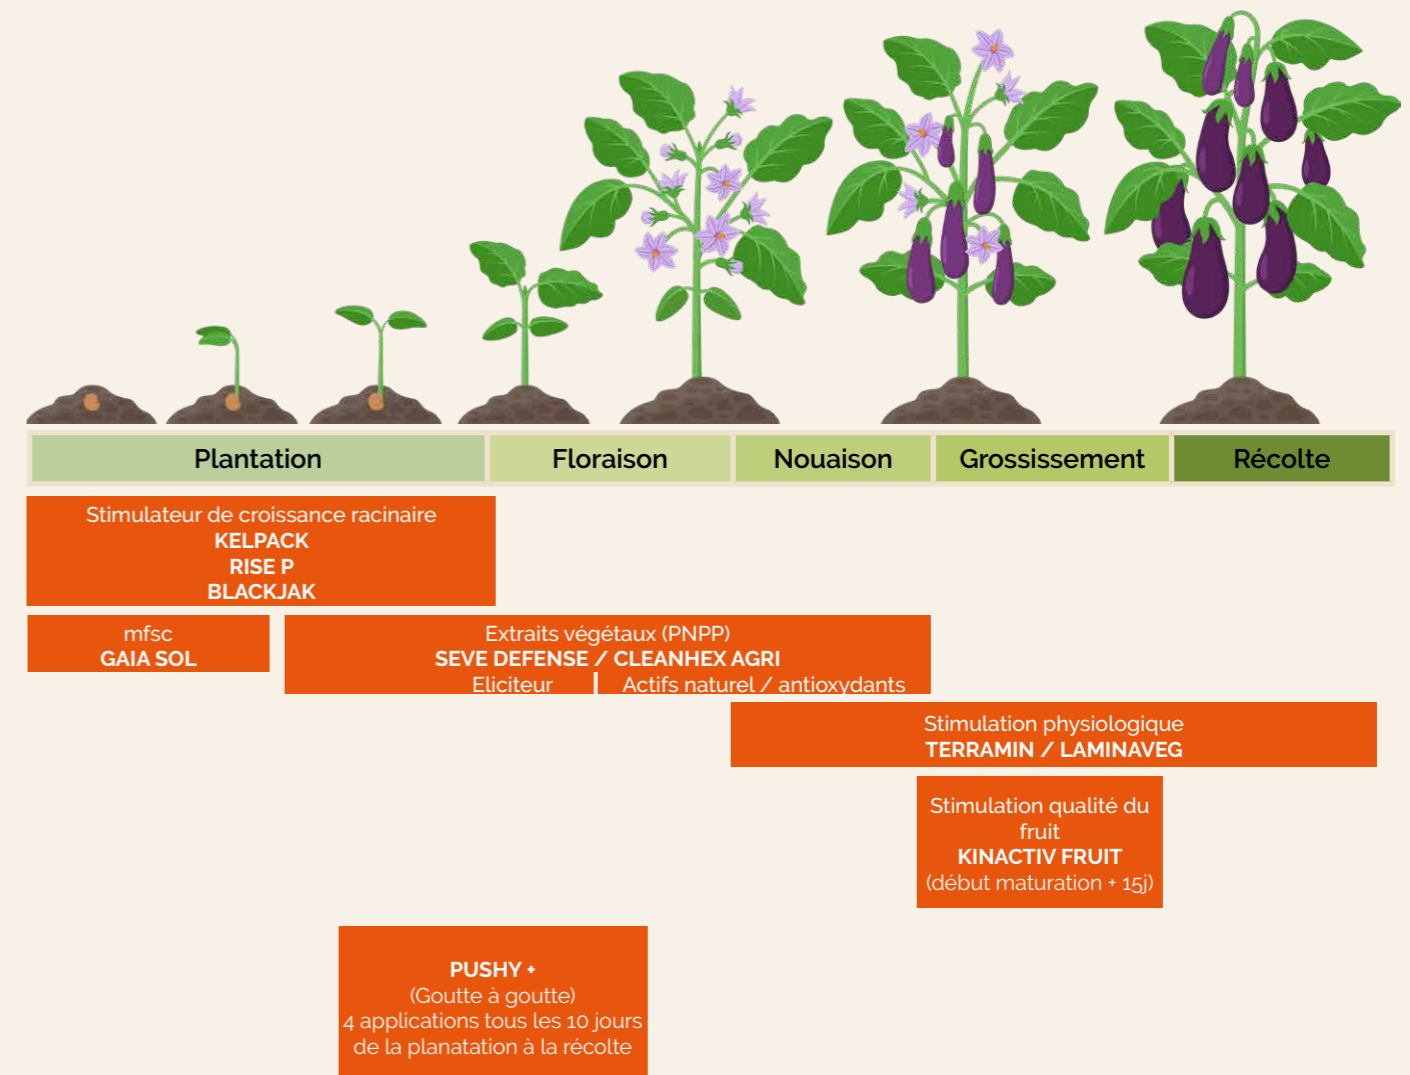 Plantation
Floraison
Nouaison
Grossissement
Récolte
Stimulateur de croissance racinaire
KELPACK
RISE P
BLACKJAK
mfsc
GAIA SOL
Extraits végétaux (PNPP)
SEVE DEFENSE / CLEANHEX AGRI
Eliciteur
Actifs naturel / antioxydants
Stimulation physiologique
TERRAMIN / LAMINAVEG
Stimulation qualité du
fruit
KINACTIV FRUIT
(début maturation + 15j)
PUSHY +
(Goutte à goutte)
4 applications tous les 10 jours
de la planatation à la récolte